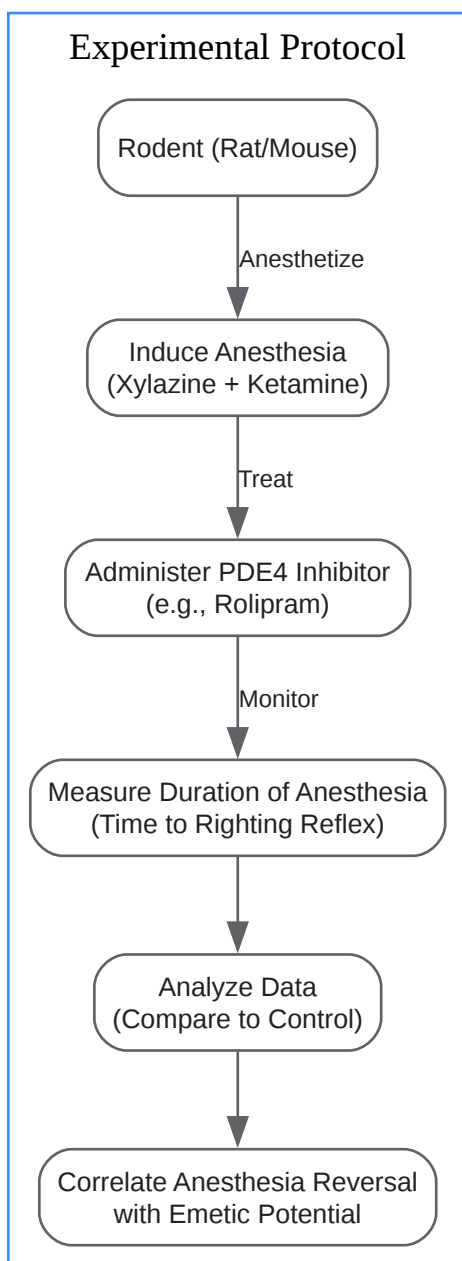 Experimental Protocol
Rodent (Rat/Mouse)
Anesthetize
Induce Anesthesia
(Xylazine + Ketamine)
Treat
Administer PDE4 Inhibitor
(e.g., Rolipram)
Monitor
Measure Duration of Anesthesia
(Time to Righting Reflex)
Analyze Data
(Compare to Control)
Correlate Anesthesia Reversal
with Emetic Potential